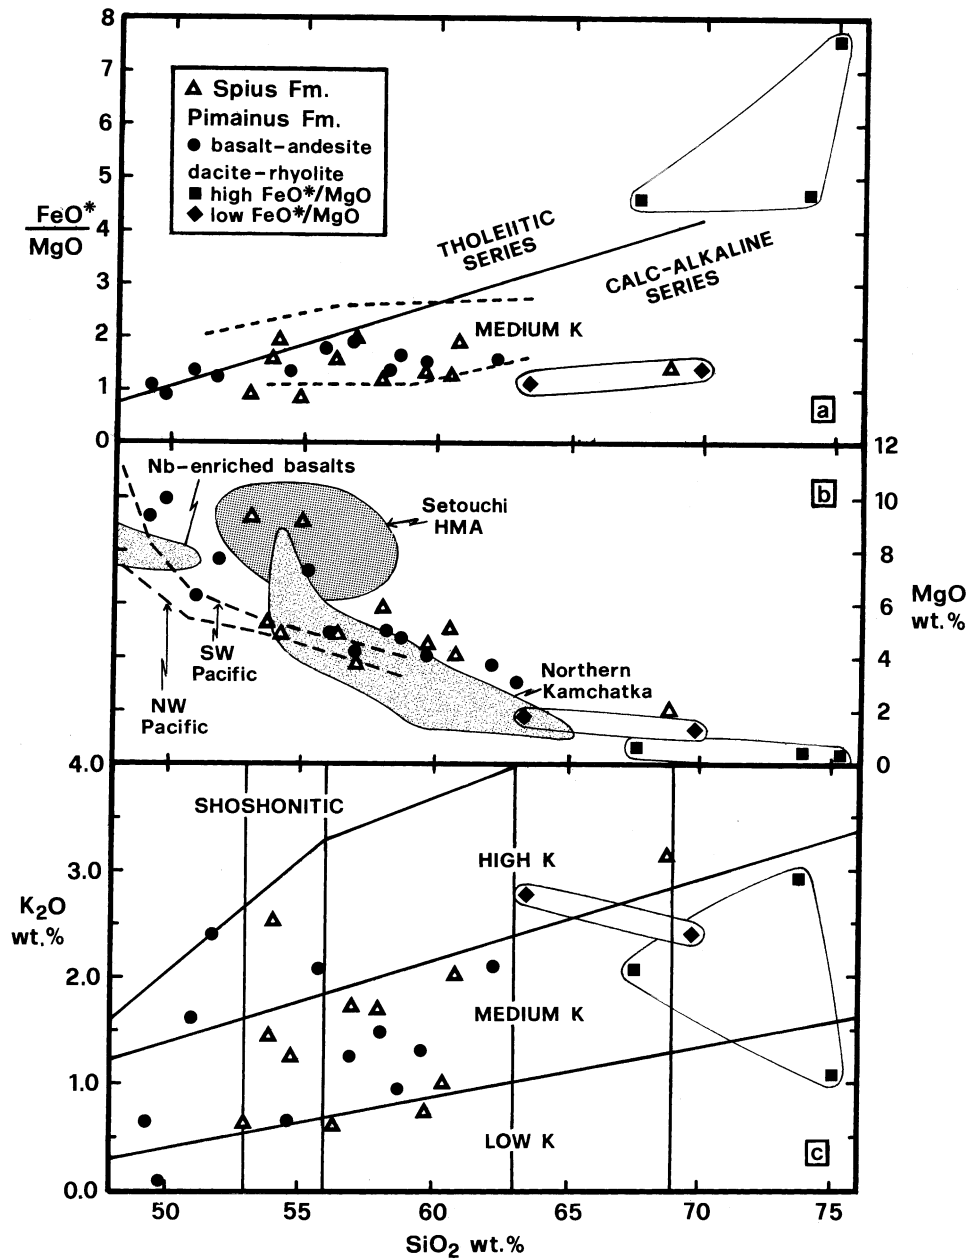 8
7
6
5
4
3
2
1
0
FeO*
MgO
Spius Fm.
Pimainus Fm.
basalt-andesite
dacite-rhyolite
high FeO*/MgO
low FeO*/MgO
THOLEIITIC
SERIES
CALC-ALKALINE
SERIES
MEDIUM K
a
Nb-enriched basalts
Setouchi
HMA
b
SW
Pacific
NW
Pacific
Northern
Kamchatka
12
10
8
6
4
2
0
MgO
wt.%
4.0
3.0
2.0
1.0
0.0
K₂O
wt.%
SHOSHONITIC
HIGH K
MEDIUM K
LOW K
c
50 55 60 65 70 75
SiO₂ wt.%